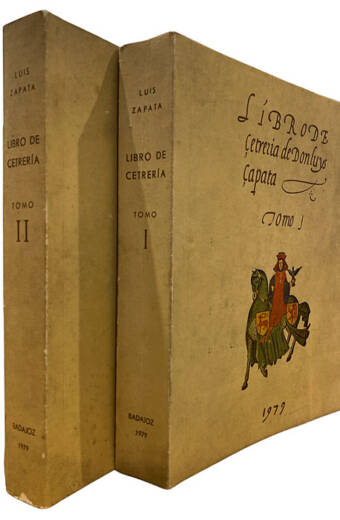 LUIS
ZAPATA
LIBRO DE
CETRERÍA
TOMO
II
BADAJOZ
1979
LUIS
ZAPATA
LIBRO DE
CETRERÍA
TOMO
I
BADAJOZ
1979
LIBRO DE
Çetreria de Don luys
Çapata
Tomo I
1979